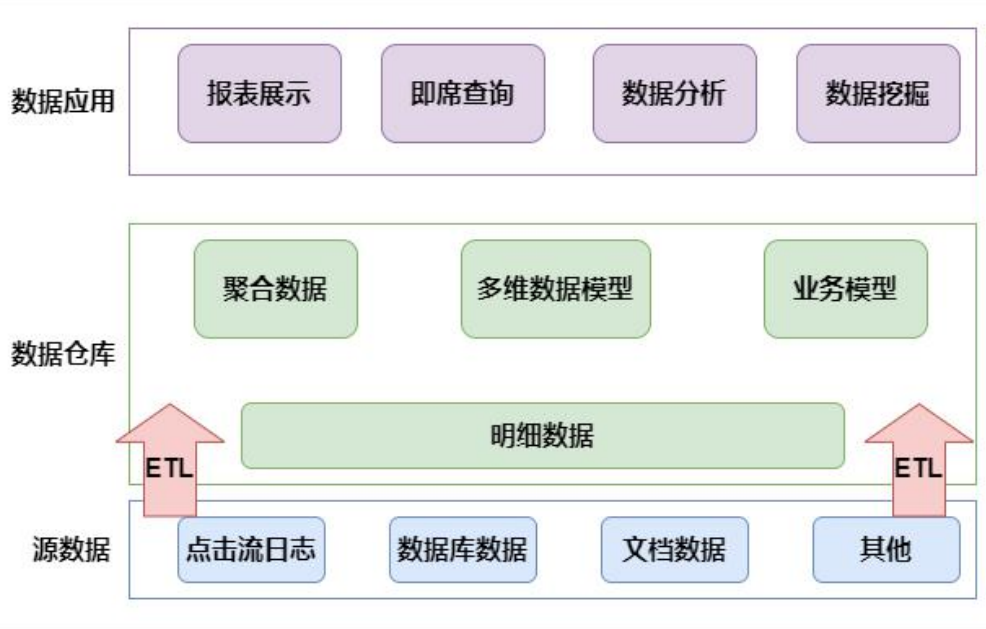 数据应用
报表展示
即席查询
数据分析
数据挖掘
聚合数据
多维数据模型
业务模型
数据仓库
明细数据
ETL
ETL
源数据
点击流日志
数据库数据
文档数据
其他